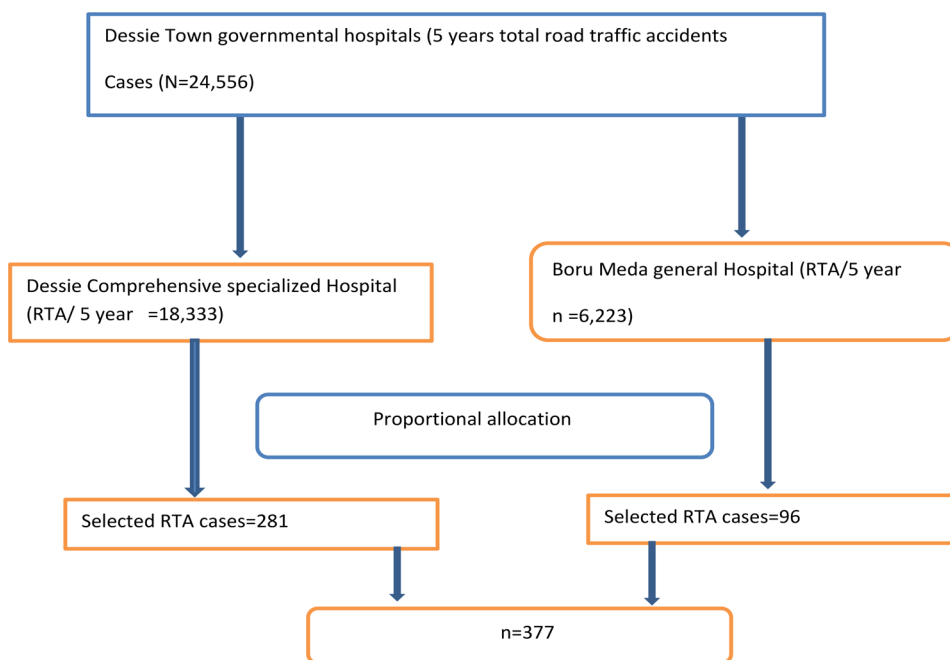 Dessie Town governmental hospitals (5 years total road traffic accidents
Cases (N=24,556)
Dessie Comprehensive specialized Hospital
(RTA/ 5 year =18,333)
Boru Meda general Hospital (RTA/5 year
n =6,223)
Proportional allocation
Selected RTA cases=281
Selected RTA cases=96
n=377